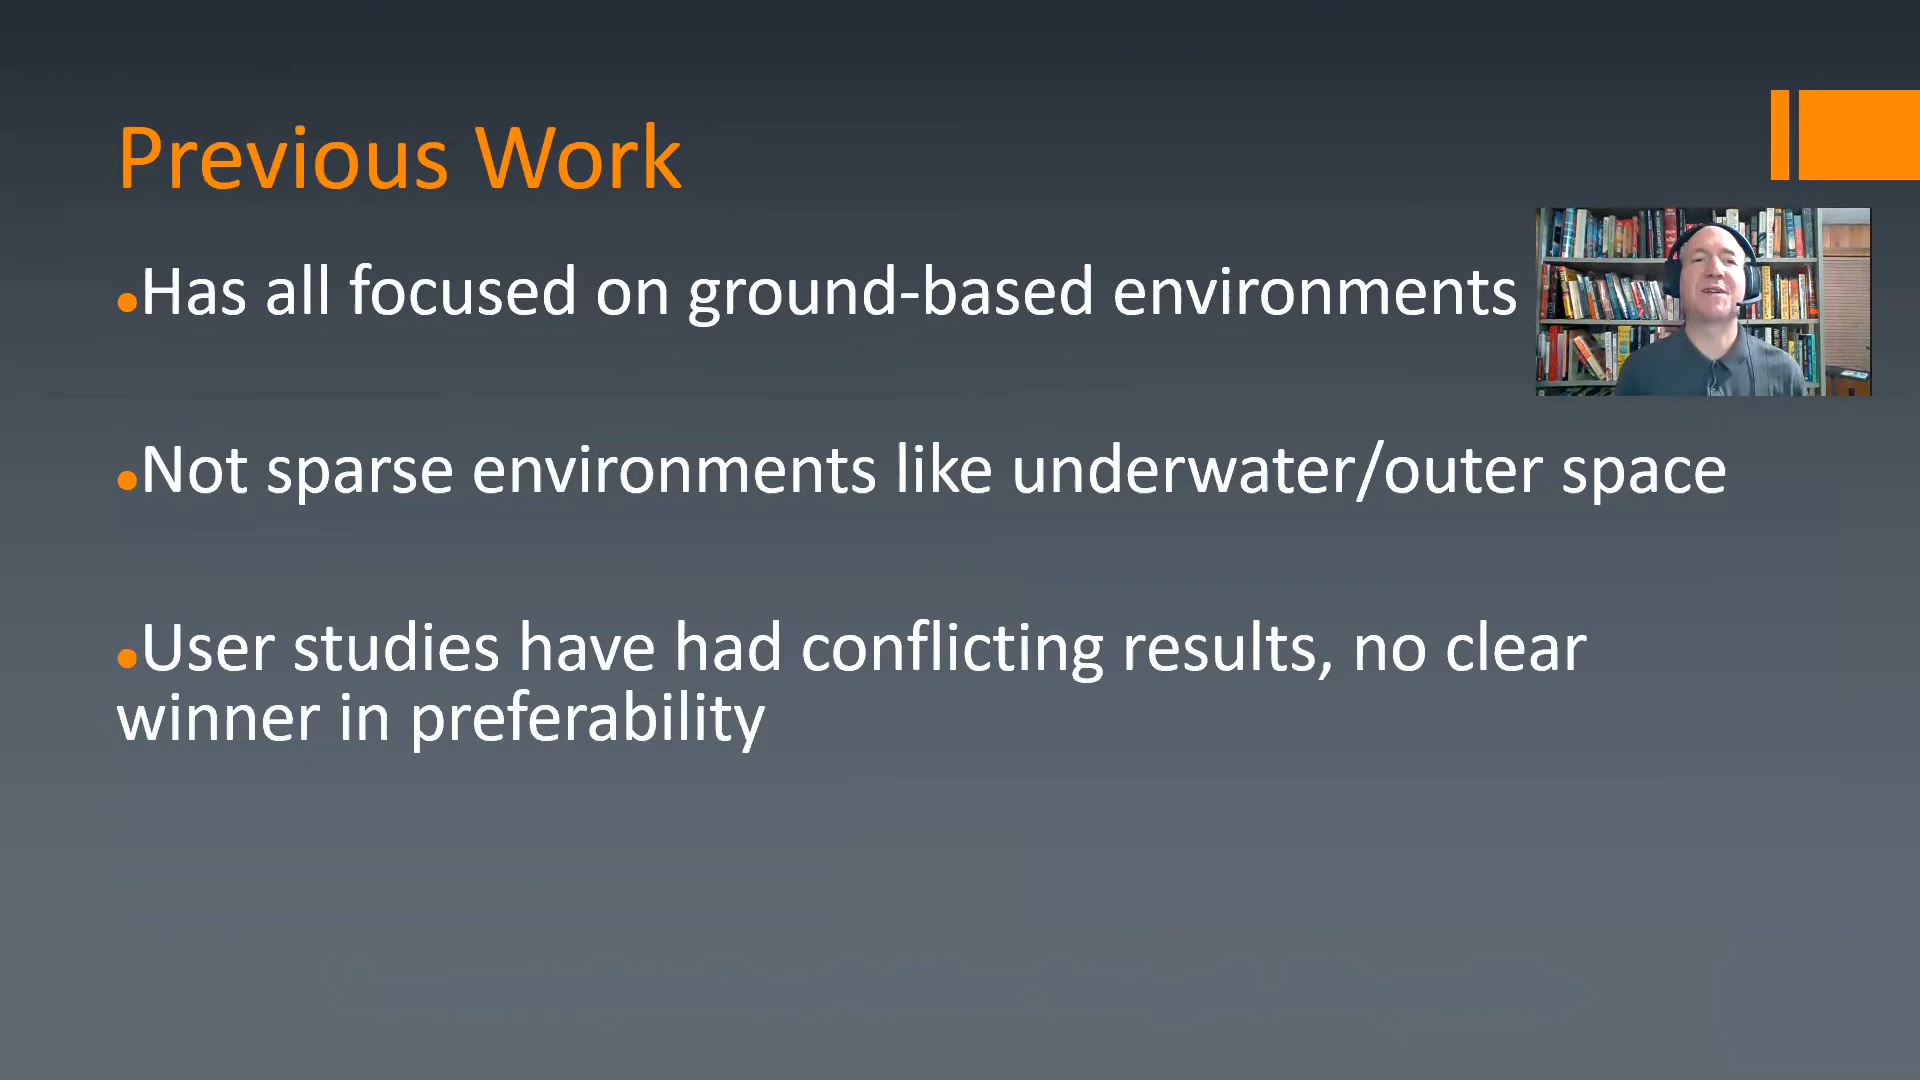 Previous Work
•Has all focused on ground-based environments
•Not sparse environments like underwater/outer space
•User studies have had conflicting results, no clear
winner in preferability